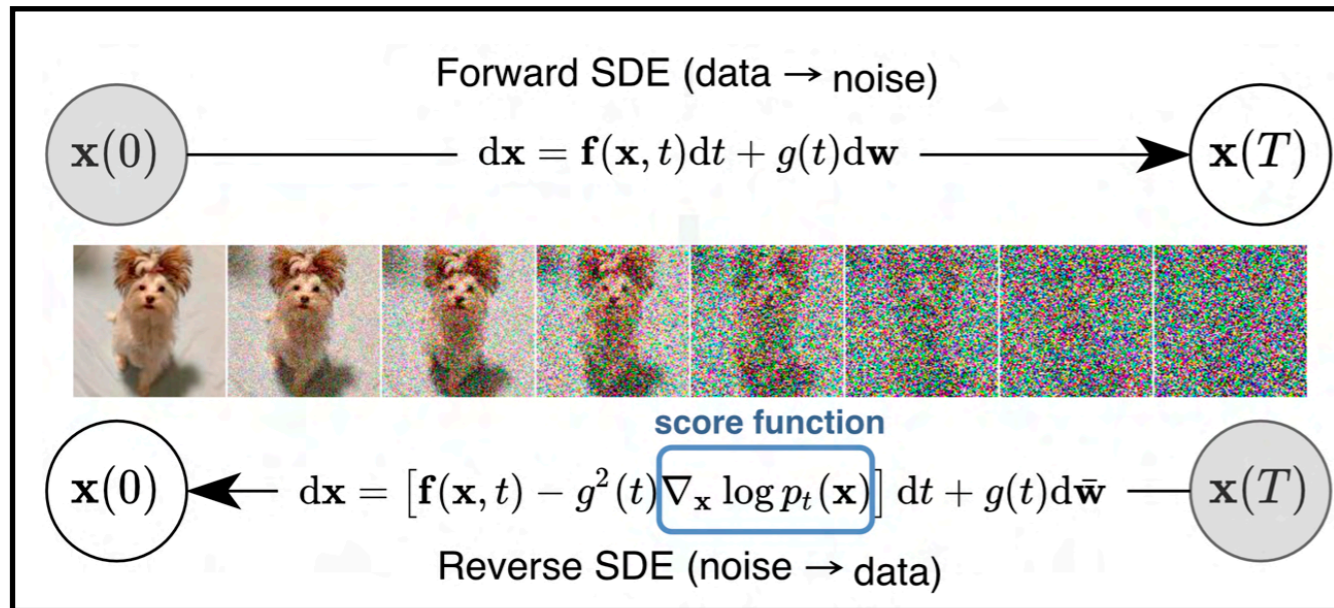 Forward SDE (data → noise)
x(0) dx = f(x, t)dt + g(t)dw x(T)
score function
x(0) dx = [f(x, t) − g²(t)∇ₓ log pₜ(x)] dt + g(t)dw̄ x(T)
Reverse SDE (noise → data)